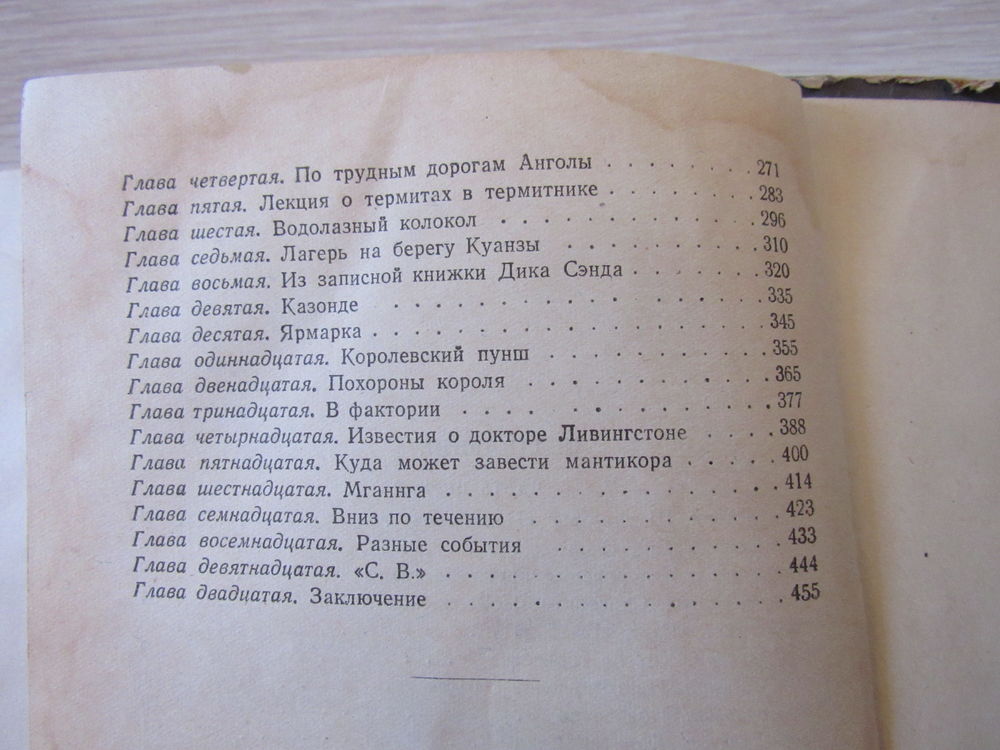 Глава четвертая. По трудным дорогам Анголы . . . . . . . 271
Глава пятая. Лекция о термитах в термитнике . . . . . . . 283
Глава шестая. Водолазный колокол . . . . . . . . . . . 296
Глава седьмая. Лагерь на берегу Куанзы . . . . . . . . . 310
Глава восьмая. Из записной книжки Дика Сэнда . . . . . . . 320
Глава девятая. Казонде . . . . . . . . . . . . . . . 335
Глава десятая. Ярмарка . . . . . . . . . . . . . . . . 345
Глава одиннадцатая. Королевский пунш . . . . . . . . . . 355
Глава двенадцатая. Похороны короля . . . . . . . . . . . 365
Глава тринадцатая. В фактории . . . . . . . . . . . . . 377
Глава четырнадцатая. Известия о докторе Ливингстоне . . . . 388
Глава пятнадцатая. Куда может завести мантикора . . . . . 400
Глава шестнадцатая. Мганнга . . . . . . . . . . . . . . 414
Глава семнадцатая. Вниз по течению . . . . . . . . . . . 423
Глава восемнадцатая. Разные события . . . . . . . . . . 433
Глава девятнадцатая. «С. В.» . . . . . . . . . . . . . . 444
Глава двадцатая. Заключение . . . . . . . . . . . . . . 455